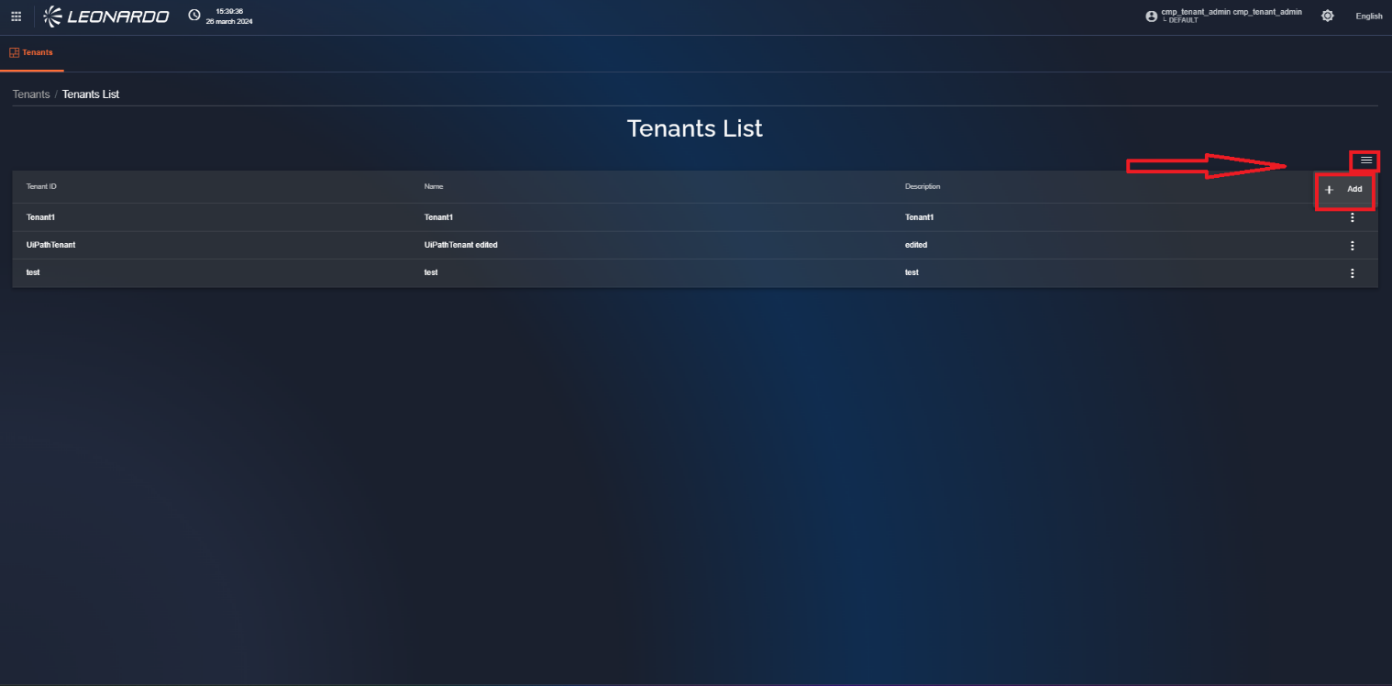 LEONARDO
15:39:36
26 march 2024
cmp_tenant_admin cmp_tenant_admin
└ DEFAULT
English
Tenants
Tenants / Tenants List
Tenants List
Tenant ID Name Description
+ Add
Tenant1 Tenant1 Tenant1
UiPathTenant UiPathTenant edited edited
test test test